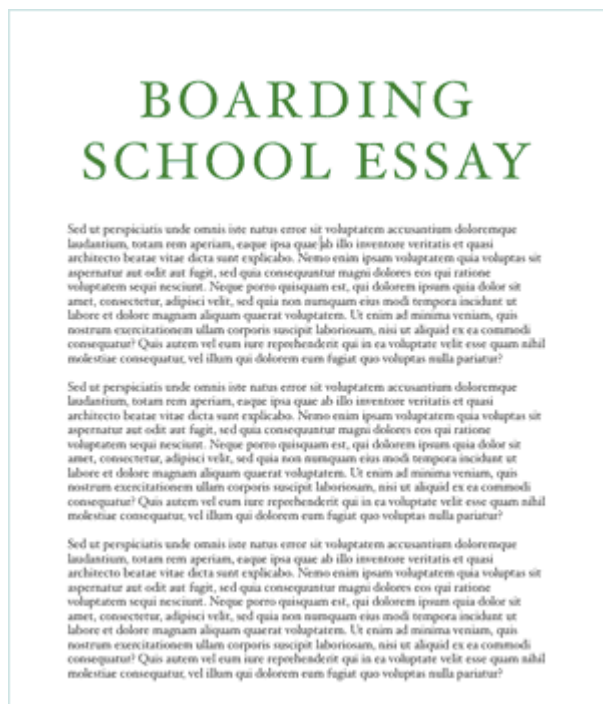 BOARDING
SCHOOL ESSAY
Sed ut perspiciatis unde omnis iste natus error sit voluptatem accusantium doloremque
laudantium, totam rem aperiam, eaque ipsa quae ab illo inventore veritatis et quasi
architecto beatae vitae dicta sunt explicabo. Nemo enim ipsam voluptatem quia voluptas sit
aspernatur aut odit aut fugit, sed quia consequuntur magni dolores eos qui ratione
voluptatem sequi nesciunt. Neque porro quisquam est, qui dolorem ipsum quia dolor sit
amet, consectetur, adipisci velit, sed quia non numquam eius modi tempora incidunt ut
labore et dolore magnam aliquam quaerat voluptatem. Ut enim ad minima veniam, quis
nostrum exercitationem ullam corporis suscipit laboriosam, nisi ut aliquid ex ea commodi
consequatur? Quis autem vel eum iure reprehenderit qui in ea voluptate velit esse quam nihil
molestiae consequatur, vel illum qui dolorem eum fugiat quo voluptas nulla pariatur?
Sed ut perspiciatis unde omnis iste natus error sit voluptatem accusantium doloremque
laudantium, totam rem aperiam, eaque ipsa quae ab illo inventore veritatis et quasi
architecto beatae vitae dicta sunt explicabo. Nemo enim ipsam voluptatem quia voluptas sit
aspernatur aut odit aut fugit, sed quia consequuntur magni dolores eos qui ratione
voluptatem sequi nesciunt. Neque porro quisquam est, qui dolorem ipsum quia dolor sit
amet, consectetur, adipisci velit, sed quia non numquam eius modi tempora incidunt ut
labore et dolore magnam aliquam quaerat voluptatem. Ut enim ad minima veniam, quis
nostrum exercitationem ullam corporis suscipit laboriosam, nisi ut aliquid ex ea commodi
consequatur? Quis autem vel eum iure reprehenderit qui in ea voluptate velit esse quam nihil
molestiae consequatur, vel illum qui dolorem eum fugiat quo voluptas nulla pariatur?
Sed ut perspiciatis unde omnis iste natus error sit voluptatem accusantium doloremque
laudantium, totam rem aperiam, eaque ipsa quae ab illo inventore veritatis et quasi
architecto beatae vitae dicta sunt explicabo. Nemo enim ipsam voluptatem quia voluptas sit
aspernatur aut odit aut fugit, sed quia consequuntur magni dolores eos qui ratione
voluptatem sequi nesciunt. Neque porro quisquam est, qui dolorem ipsum quia dolor sit
amet, consectetur, adipisci velit, sed quia non numquam eius modi tempora incidunt ut
labore et dolore magnam aliquam quaerat voluptatem. Ut enim ad minima veniam, quis
nostrum exercitationem ullam corporis suscipit laboriosam, nisi ut aliquid ex ea commodi
consequatur? Quis autem vel eum iure reprehenderit qui in ea voluptate velit esse quam nihil
molestiae consequatur, vel illum qui dolorem eum fugiat quo voluptas nulla pariatur?